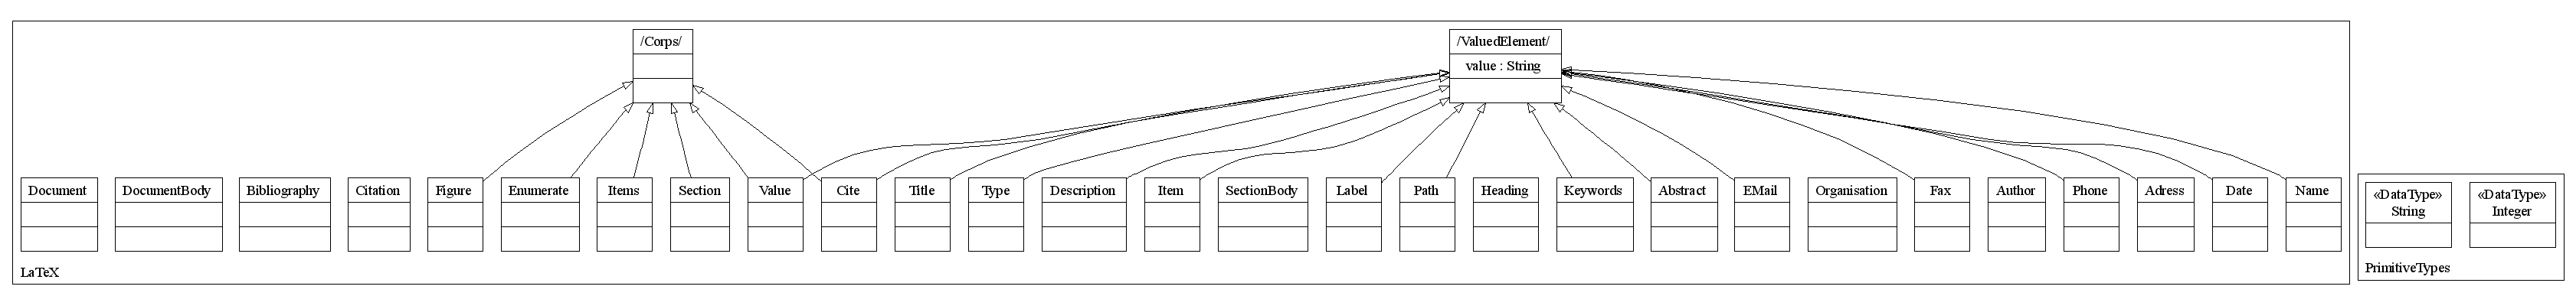 /Corps/
/ValuedElement/
value : String
Document
DocumentBody
Bibliography
Citation
Figure
Enumerate
Items
Section
Value
Cite
Title
Type
Description
Item
SectionBody
Label
Path
Heading
Keywords
Abstract
EMail
Organisation
Fax
Author
Phone
Adress
Date
Name
LaTeX
«DataType»
String
«DataType»
Integer
PrimitiveTypes